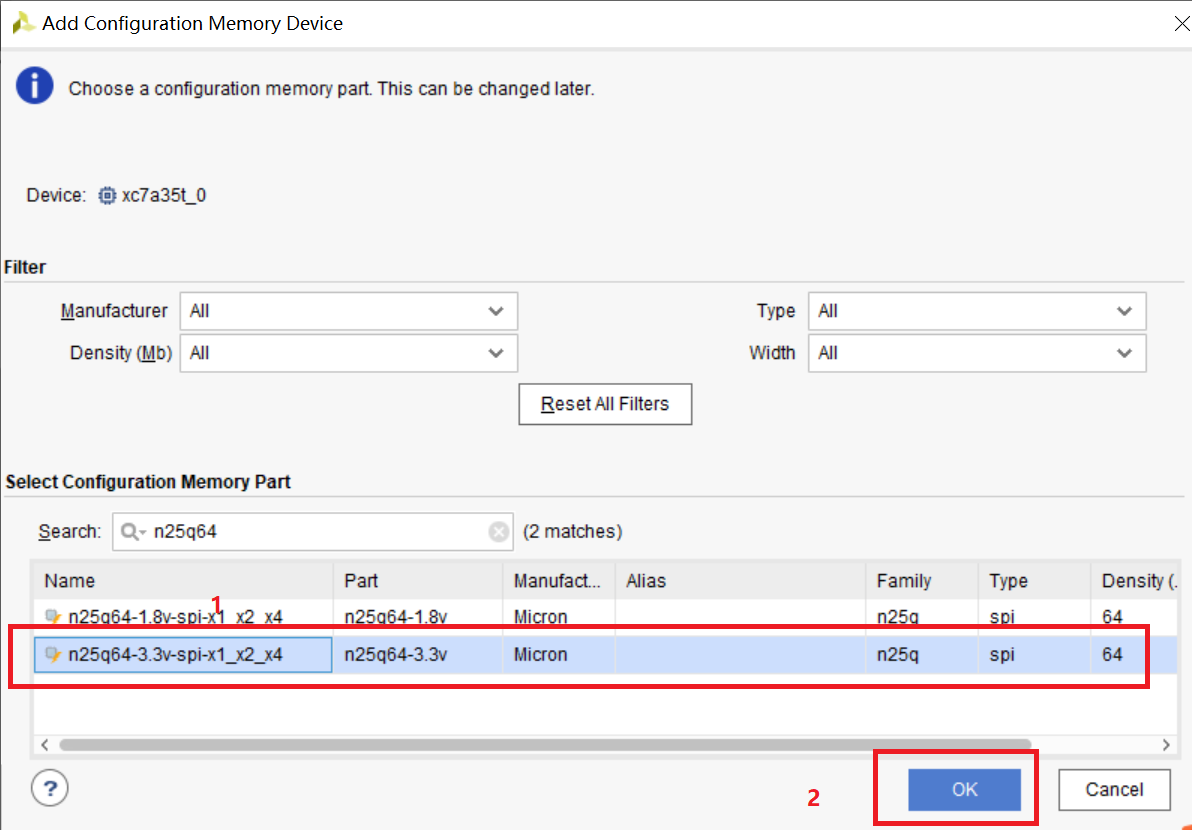 Add Configuration Memory Device
Choose a configuration memory part. This can be changed later.
Device: xc7a35t_0
Filter
Manufacturer All Type All
Density (Mb) All Width All
Reset All Filters
Select Configuration Memory Part
Search: n25q64 (2 matches)
Name Part Manufact... Alias Family Type Density (.
1
n25q64-1.8v-spi-x1_x2_x4 n25q64-1.8v Micron n25q spi 64
n25q64-3.3v-spi-x1_x2_x4 n25q64-3.3v Micron n25q spi 64
? 2 OK Cancel